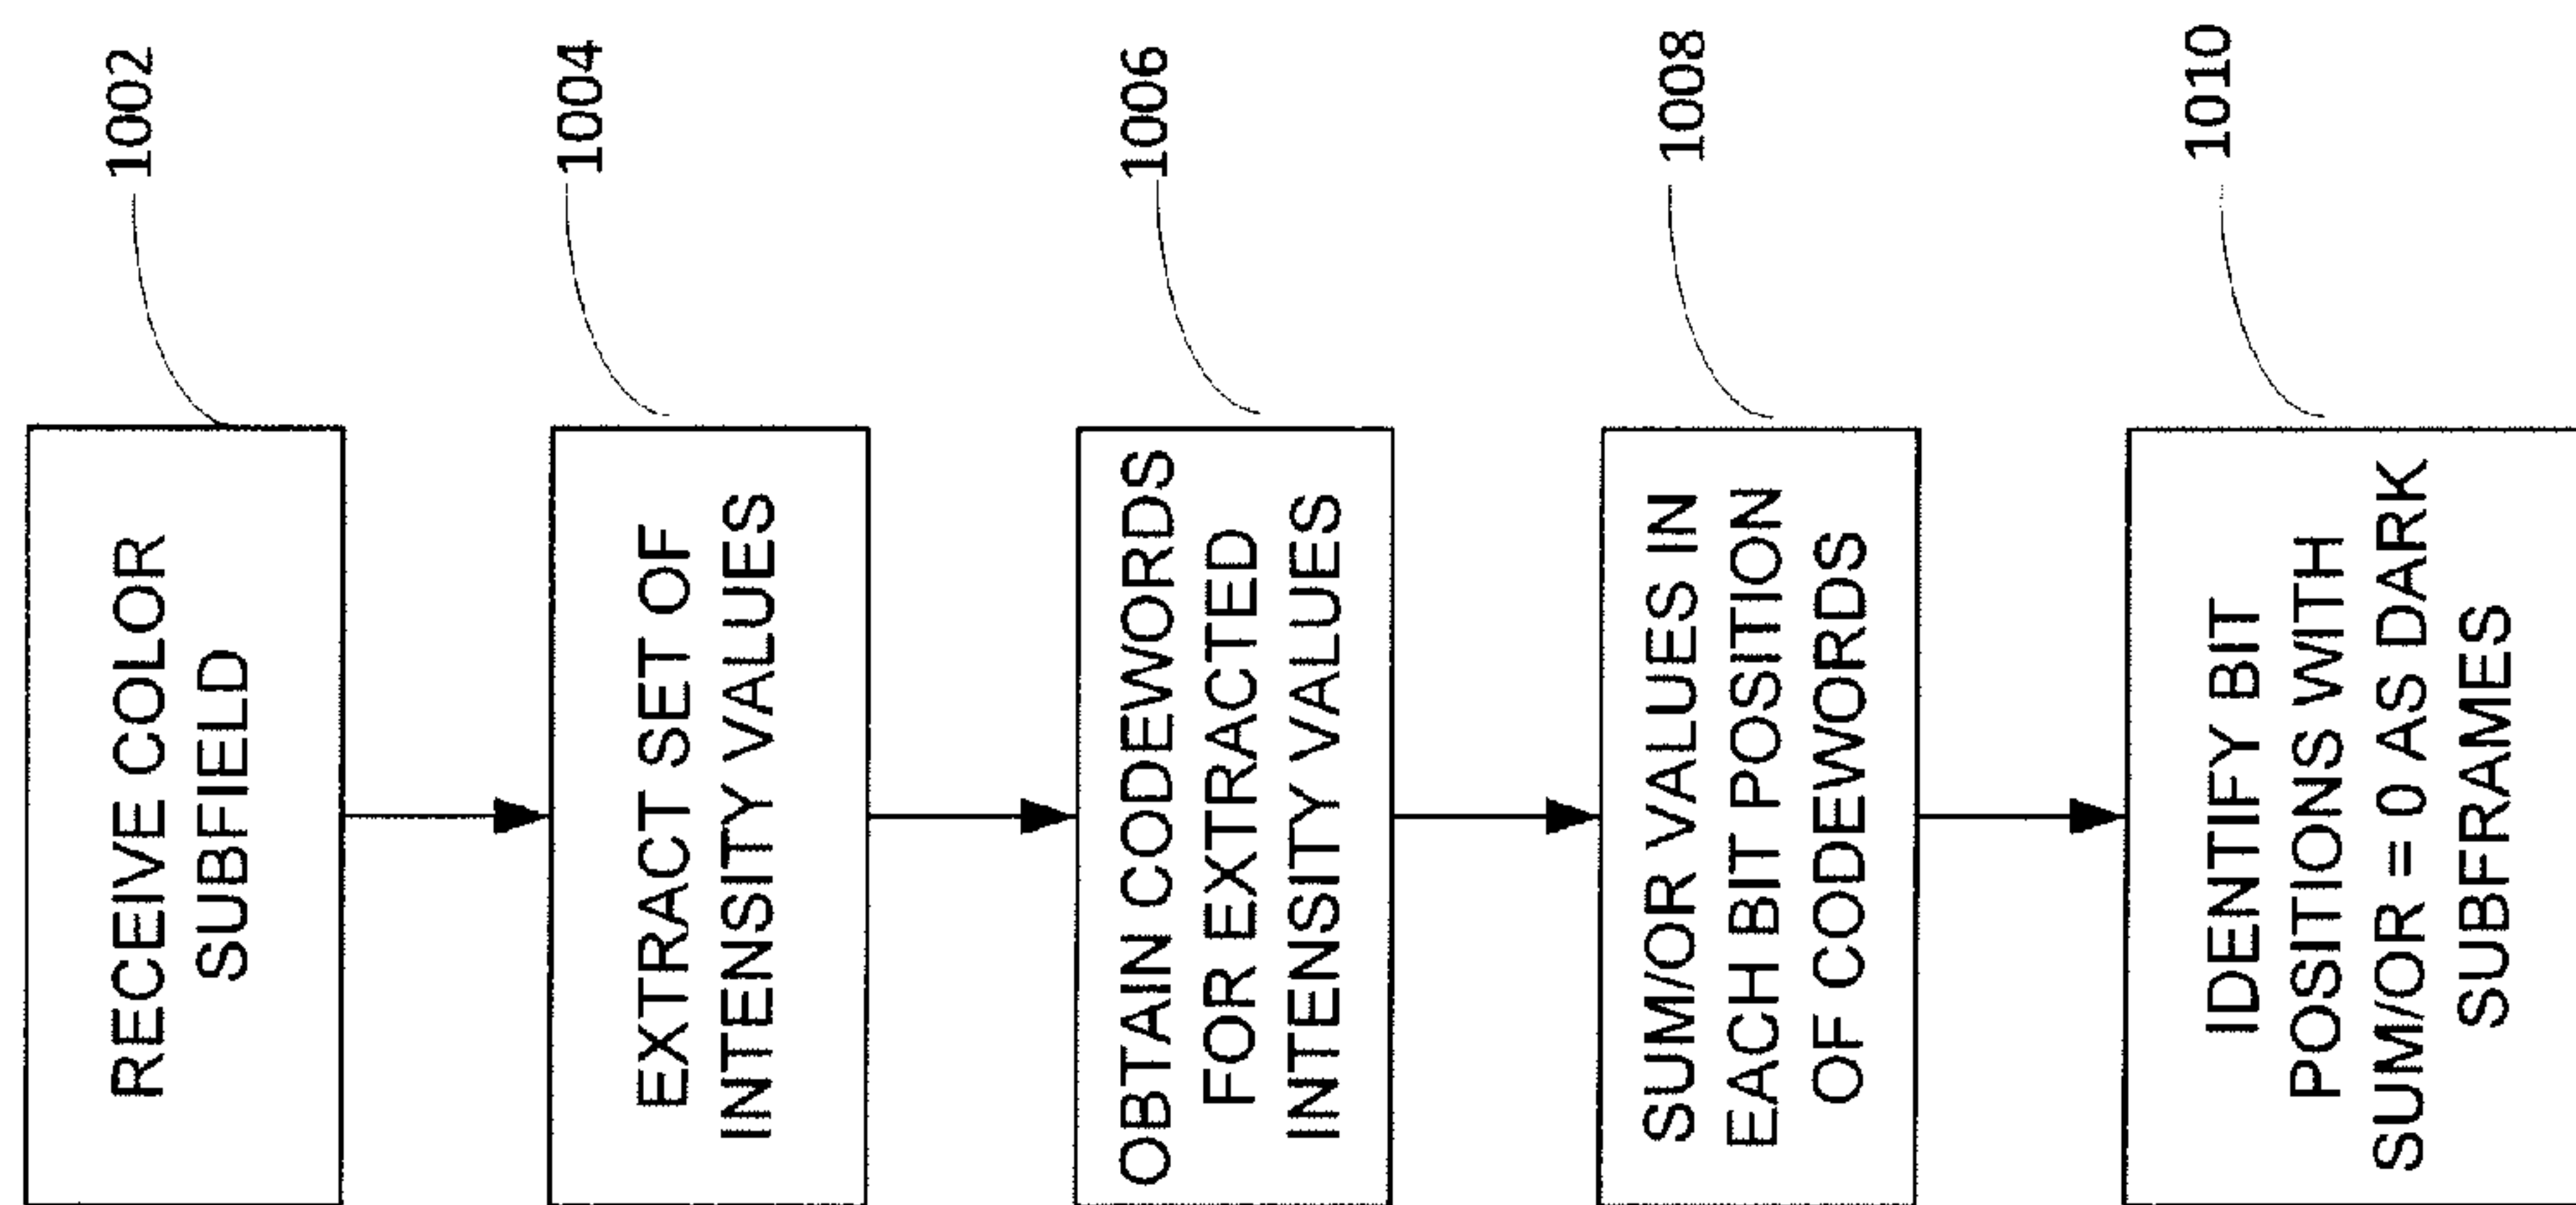 RECEIVE COLOR
SUBFIELD
1002
EXTRACT SET OF
INTENSITY VALUES
1004
OBTAIN CODEWORDS
FOR EXTRACTED
INTENSITY VALUES
1006
SUM/OR VALUES IN
EACH BIT POSITION
OF CODEWORDS
1008
IDENTIFY BIT
POSITIONS WITH
SUM/OR = 0 AS DARK
SUBFRAMES
1010